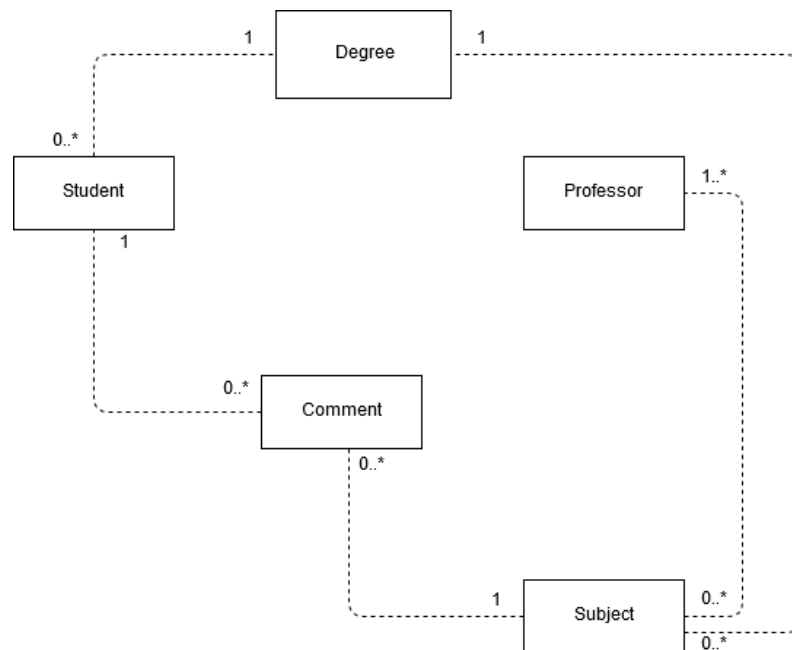 1
Degree
1
0..*
Student
Professor
1..*
1
0..*
Comment
0..*
1
Subject
0..*
0..*